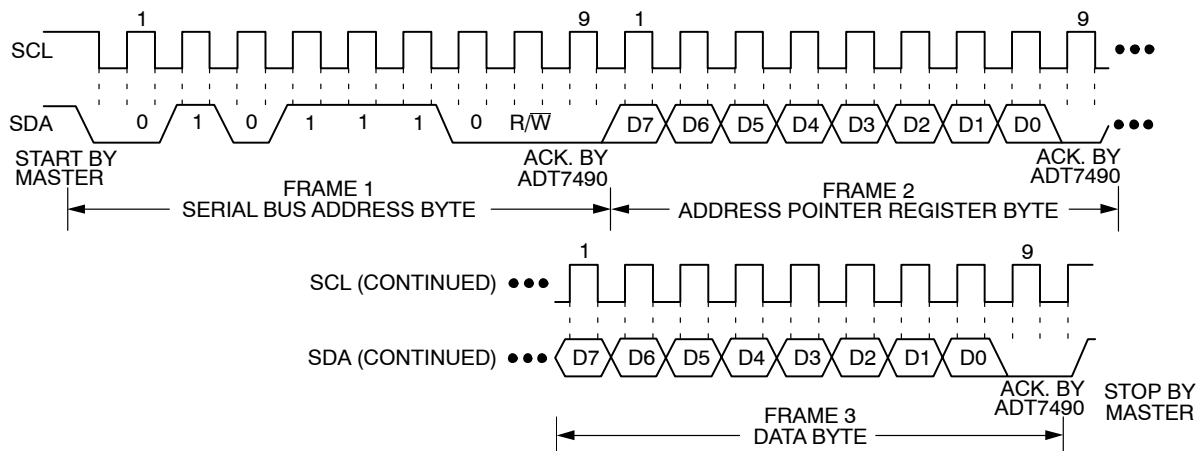 1 9 1 9
SCL
SDA 0 1 0 1 1 1 0 R/W̅ D7 D6 D5 D4 D3 D2 D1 D0
START BY
MASTER
ACK. BY
ADT7490
ACK. BY
ADT7490
FRAME 1
SERIAL BUS ADDRESS BYTE
FRAME 2
ADDRESS POINTER REGISTER BYTE
1 9
SCL (CONTINUED)
SDA (CONTINUED) D7 D6 D5 D4 D3 D2 D1 D0
ACK. BY
ADT7490
STOP BY
MASTER
FRAME 3
DATA BYTE